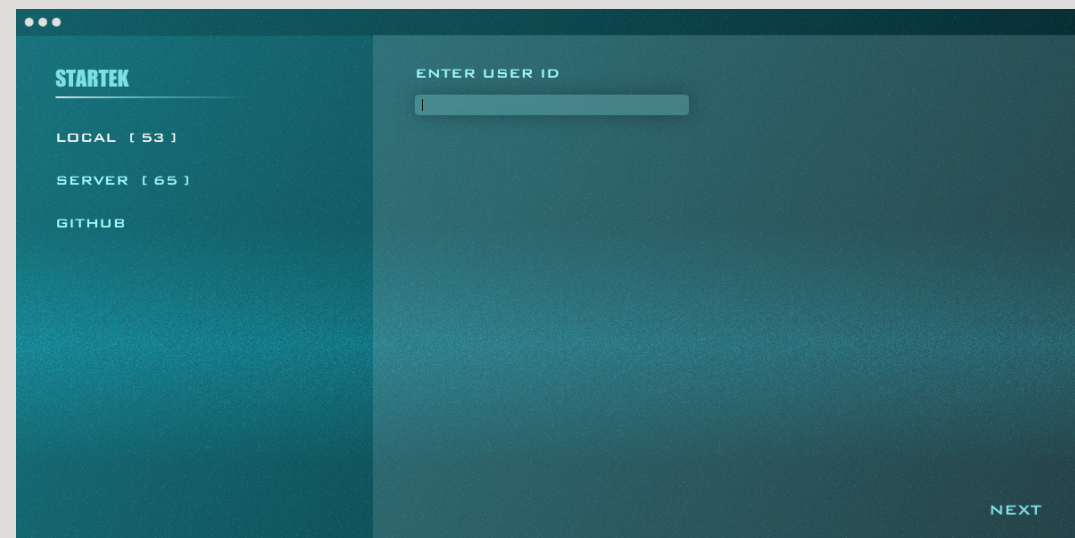 STARTEK
LOCAL [ 53 ]
SERVER [ 65 ]
GITHUB
ENTER USER ID
NEXT